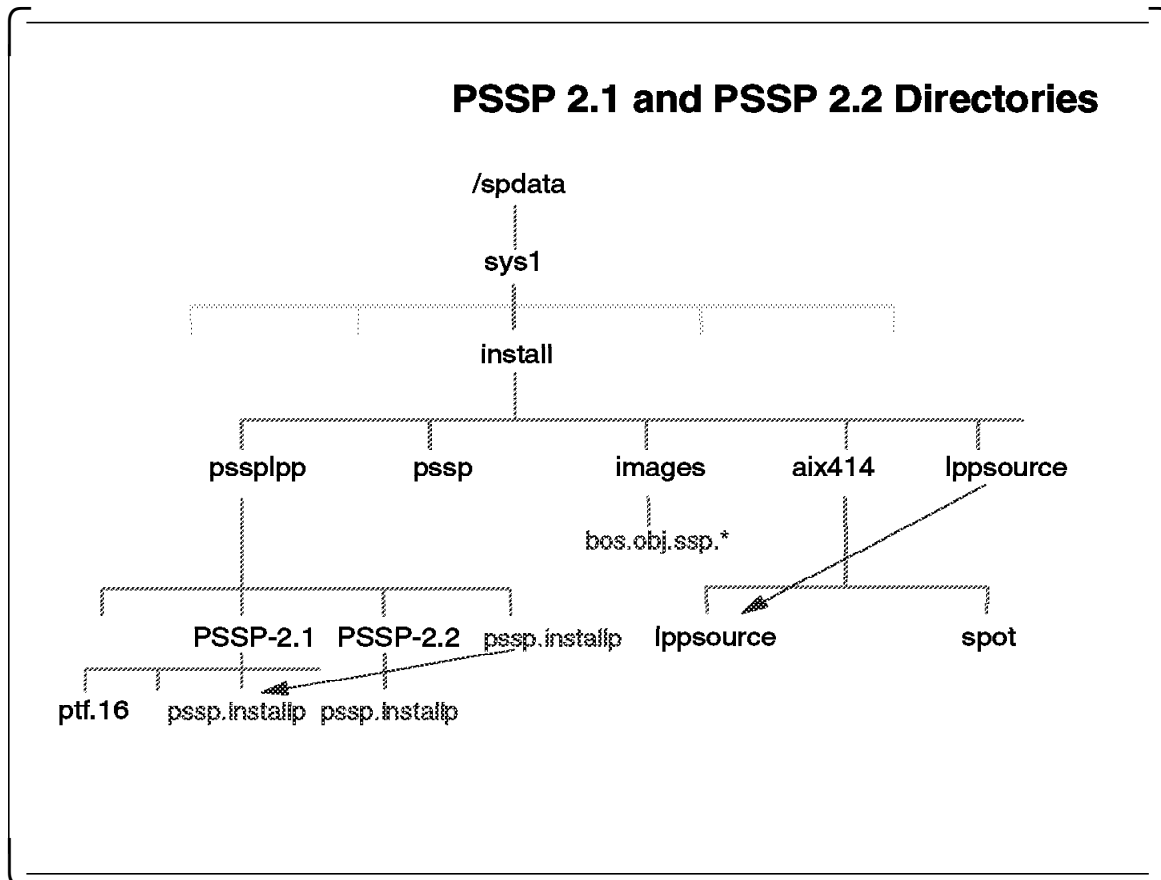 PSSP 2.1 and PSSP 2.2 Directories
/spdata
sys1
install
pssplpp pssp images aix414 lppsource
bos.obj.ssp.*
PSSP-2.1 PSSP-2.2 pssp.installp lppsource spot
ptf.16 pssp.installp pssp.installp